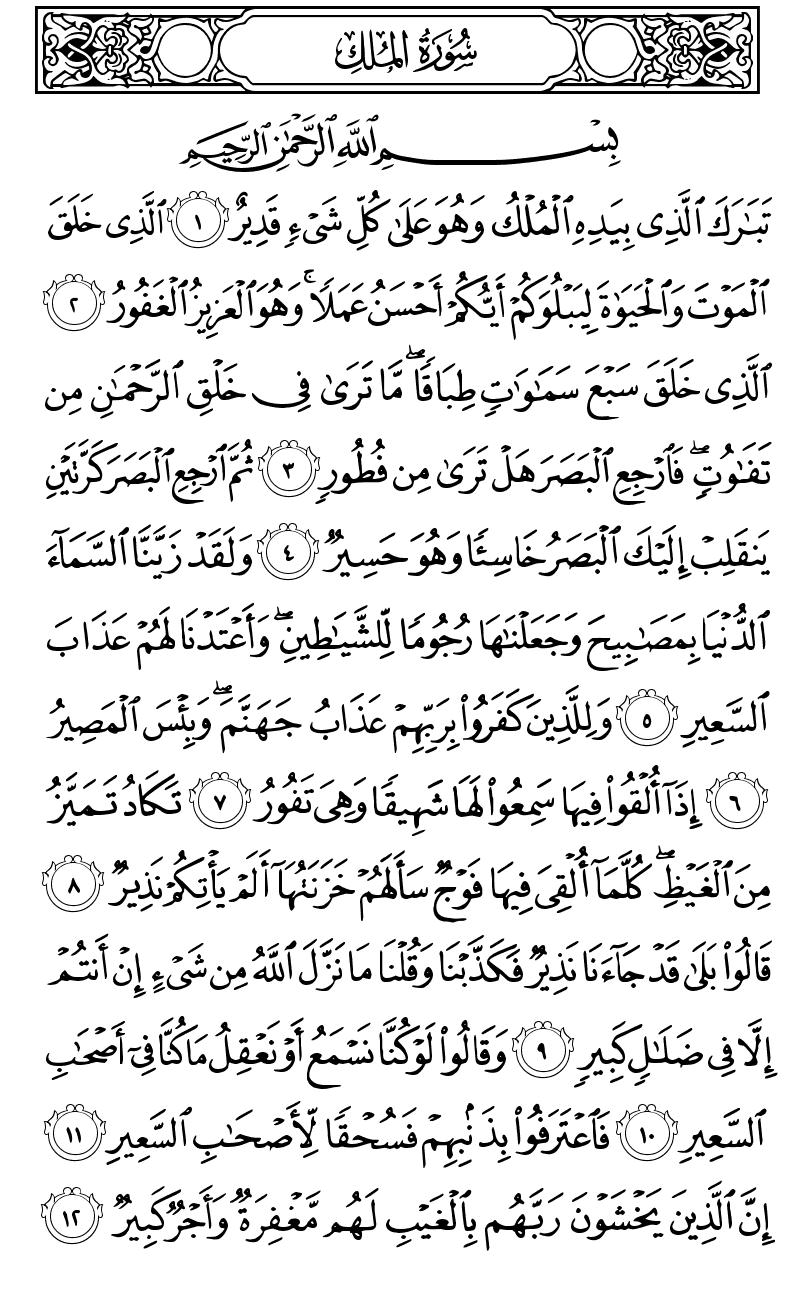 سُورَةُ الْمُلْكِ
بِسْمِ ٱللَّهِ ٱلرَّحْمَٰنِ ٱلرَّحِيمِ
تَبَٰرَكَ ٱلَّذِى بِيَدِهِ ٱلْمُلْكُ وَهُوَ عَلَىٰ كُلِّ شَىْءٍ قَدِيرٌ ١ ٱلَّذِى خَلَقَ
ٱلْمَوْتَ وَٱلْحَيَوٰةَ لِيَبْلُوَكُمْ أَيُّكُمْ أَحْسَنُ عَمَلًا ۚ وَهُوَ ٱلْعَزِيزُ ٱلْغَفُورُ ٢
ٱلَّذِى خَلَقَ سَبْعَ سَمَٰوَٰتٍ طِبَاقًا ۖ مَّا تَرَىٰ فِى خَلْقِ ٱلرَّحْمَٰنِ مِن
تَفَٰوُتٍ ۖ فَٱرْجِعِ ٱلْبَصَرَ هَلْ تَرَىٰ مِن فُطُورٍ ٣ ثُمَّ ٱرْجِعِ ٱلْبَصَرَ كَرَّتَيْنِ
يَنقَلِبْ إِلَيْكَ ٱلْبَصَرُ خَاسِئًا وَهُوَ حَسِيرٌ ٤ وَلَقَدْ زَيَّنَّا ٱلسَّمَآءَ
ٱلدُّنْيَا بِمَصَٰبِيحَ وَجَعَلْنَٰهَا رُجُومًا لِّلشَّيَٰطِينِ ۖ وَأَعْتَدْنَا لَهُمْ عَذَابَ
ٱلسَّعِيرِ ٥ وَلِلَّذِينَ كَفَرُوا۟ بِرَبِّهِمْ عَذَابُ جَهَنَّمَ ۖ وَبِئْسَ ٱلْمَصِيرُ
٦ إِذَآ أُلْقُوا۟ فِيهَا سَمِعُوا۟ لَهَا شَهِيقًا وَهِىَ تَفُورُ ٧ تَكَادُ تَمَيَّزُ
مِنَ ٱلْغَيْظِ ۖ كُلَّمَآ أُلْقِىَ فِيهَا فَوْجٌ سَأَلَهُمْ خَزَنَتُهَآ أَلَمْ يَأْتِكُمْ نَذِيرٌ ٨
قَالُوا۟ بَلَىٰ قَدْ جَآءَنَا نَذِيرٌ فَكَذَّبْنَا وَقُلْنَا مَا نَزَّلَ ٱللَّهُ مِن شَىْءٍ إِنْ أَنتُمْ
إِلَّا فِى ضَلَٰلٍ كَبِيرٍ ٩ وَقَالُوا۟ لَوْ كُنَّا نَسْمَعُ أَوْ نَعْقِلُ مَا كُنَّا فِىٓ أَصْحَٰبِ
ٱلسَّعِيرِ ١٠ فَٱعْتَرَفُوا۟ بِذَنۢبِهِمْ فَسُحْقًا لِّأَصْحَٰبِ ٱلسَّعِيرِ ١١
إِنَّ ٱلَّذِينَ يَخْشَوْنَ رَبَّهُم بِٱلْغَيْبِ لَهُم مَّغْفِرَةٌ وَأَجْرٌ كَبِيرٌ ١٢